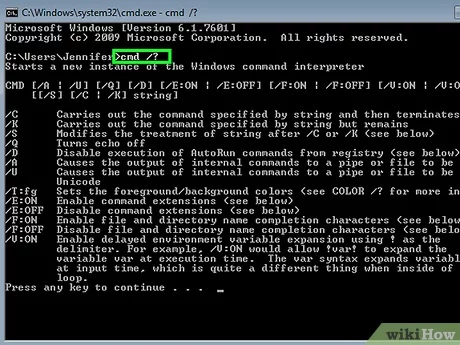 C:\Windows\system32\cmd.exe - cmd /?
Microsoft Windows [Version 6.1.7601]
Copyright (c) 2009 Microsoft Corporation. All rights reserved.
C:\Users\Jennifer>cmd /?
Starts a new instance of the Windows command interpreter
CMD [/A | /U] [/Q] [/D] [/E:ON | /E:OFF] [/F:ON | /F:OFF] [/V:ON
[[/S] [/C | /K] string]
/C Carries out the command specified by string and then terminates
/K Carries out the command specified by string but remains
/S Modifies the treatment of string after /C or /K (see below)
/Q Turns echo off
/D Disable execution of AutoRun commands from registry (see below)
/A Causes the output of internal commands to a pipe or file to be
/U Causes the output of internal commands to a pipe or file to be
Unicode
/T:fg Sets the foreground/background colors (see COLOR /? for more in
/E:ON Enable command extensions (see below)
/E:OFF Disable command extensions (see below)
/F:ON Enable file and directory name completion characters (see below
/F:OFF Disable file and directory name completion characters (see belo
/V:ON Enable delayed environment variable expansion using ! as the
delimiter. For example, /V:ON would allow !var! to expand the
variable var at execution time. The var syntax expands variabl
at input time, which is quite a different thing when inside of
loop.
Press any key to continue . . . _
wikiHow